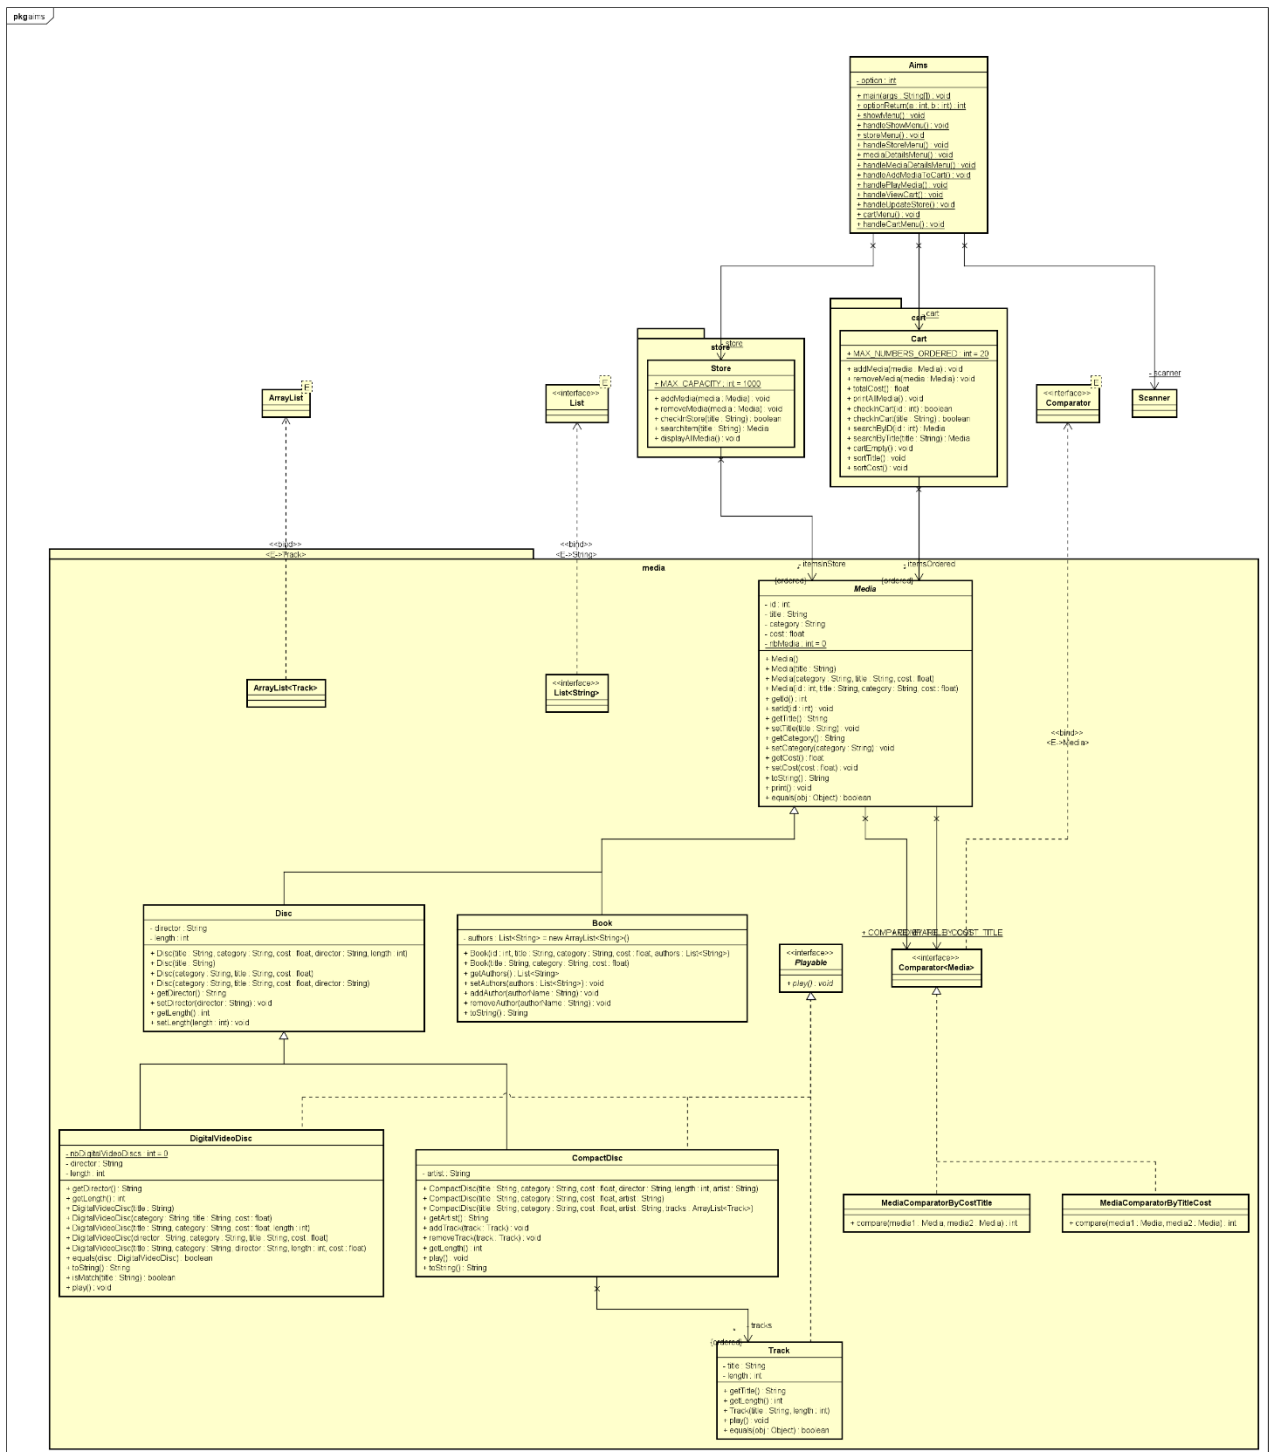 pkg aims
Aims
- option : int
+ main(args : String[]) : void
+ optionReturn(a : int, b : int) : int
+ showMenu() : void
+ handleShowMenu() : void
+ storeMenu() : void
+ handleStoreMenu() : void
+ mediaDetailsMenu() : void
+ handleMediaDetailsMenu() : void
+ handleAddMediaToCart() : void
+ handlePlayMedia() : void
+ handleViewCart() : void
+ handleUpdateStore() : void
+ cartMenu() : void
+ handleCartMenu() : void
store
- store
Store
+ MAX_CAPACITY : int = 1000
+ addMedia(media : Media) : void
+ removeMedia(media : Media) : void
+ checkInStore(title : String) : boolean
+ searchItem(title : String) : Media
+ displayAllMedia() : void
cart
- cart
Cart
+ MAX_NUMBERS_ORDERED : int = 20
+ addMedia(media : Media) : void
+ removeMedia(media : Media) : void
+ totalCost() : float
+ printAllMedia() : void
+ checkInCart(id : int) : boolean
+ checkInCart(title : String) : boolean
+ searchByID(id : int) : Media
+ searchByTitle(title : String) : Media
+ cartEmpty() : void
+ sortTitle() : void
+ sortCost() : void
- scanner
Scanner
E
ArrayList
E
<<interface>>
List
E
<<interface>>
Comparator
<<bind>>
<E->Track>
<<bind>>
<E->String>
<<bind>>
<E->Media>
media
- itemsInStore
*
{ordered}
- itemsOrdered
*
{ordered}
ArrayList<Track>
<<interface>>
List<String>
Media
- id : int
- title : String
- category : String
- cost : float
- nbMedia : int = 0
+ Media()
+ Media(title : String)
+ Media(category : String, title : String, cost : float)
+ Media(id : int, title : String, category : String, cost : float)
+ getId() : int
+ setId(id : int) : void
+ getTitle() : String
+ setTitle(title : String) : void
+ getCategory() : String
+ setCategory(category : String) : void
+ getCost() : float
+ setCost(cost : float) : void
+ toString() : String
+ print() : void
+ equals(obj : Object) : boolean
Disc
- director : String
- length : int
+ Disc(title : String, category : String, cost : float, director : String, length : int)
+ Disc(title : String)
+ Disc(category : String, title : String, cost : float)
+ Disc(category : String, title : String, cost : float, director : String)
+ getDirector() : String
+ setDirector(director : String) : void
+ getLength() : int
+ setLength(length : int) : void
Book
- authors : List<String> = new ArrayList<String>()
+ Book(id : int, title : String, category : String, cost : float, authors : List<String>)
+ Book(title : String, category : String, cost : float)
+ getAuthors() : List<String>
+ setAuthors(authors : List<String>) : void
+ addAuthor(authorName : String) : void
+ removeAuthor(authorName : String) : void
+ toString() : String
<<interface>>
Playable
+ play() : void
<<interface>>
Comparator<Media>
DigitalVideoDisc
- nbDigitalVideoDiscs : int = 0
- director : String
- length : int
+ getDirector() : String
+ getLength() : int
+ DigitalVideoDisc(title : String)
+ DigitalVideoDisc(category : String, title : String, cost : float)
+ DigitalVideoDisc(title : String, category : String, cost : float, length : int)
+ DigitalVideoDisc(director : String, category : String, title : String, cost : float)
+ DigitalVideoDisc(title : String, category : String, director : String, length : int, cost : float)
+ equals(disc : DigitalVideoDisc) : boolean
+ toString() : String
+ isMatch(title : String) : boolean
+ play() : void
CompactDisc
- artist : String
+ CompactDisc(title : String, category : String, cost : float, director : String, length : int, artist : String)
+ CompactDisc(title : String, category : String, cost : float, artist : String)
+ CompactDisc(title : String, category : String, cost : float, artist : String, tracks : ArrayList<Track>)
+ getArtist() : String
+ addTrack(track : Track) : void
+ removeTrack(track : Track) : void
+ getLength() : int
+ play() : void
+ toString() : String
MediaComparatorByCostTitle
+ compare(media1 : Media, media2 : Media) : int
MediaComparatorByTitleCost
+ compare(media1 : Media, media2 : Media) : int
- tracks
*
{ordered}
Track
- title : String
- length : int
+ getTitle() : String
+ getLength() : int
+ Track(title : String, length : int)
+ play() : void
+ equals(obj : Object) : boolean